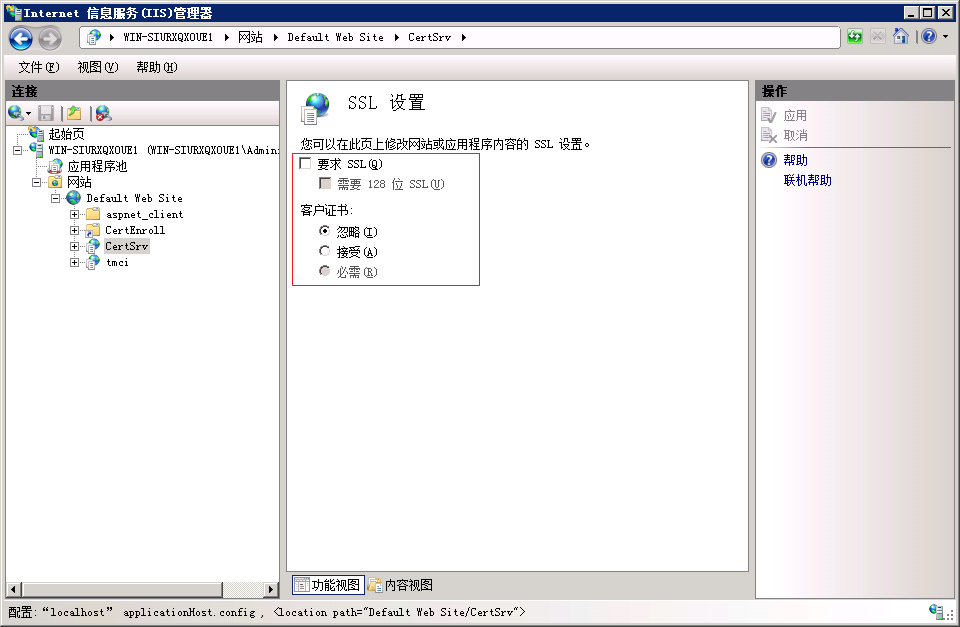 Internet 信息服务(IIS)管理器
WIN-SIURXQXOUE1 网站 Default Web Site CertSrv
文件(F) 视图(V) 帮助(H)
连接
起始页
WIN-SIURXQXOUE1 (WIN-SIURXQXOUE1\Admin
应用程序池
网站
Default Web Site
aspnet_client
CertEnroll
CertSrv
tmci
SSL 设置
您可以在此页上修改网站或应用程序内容的 SSL 设置。
要求 SSL(Q)
需要 128 位 SSL(U)
客户证书:
忽略(I)
接受(A)
必需(R)
功能视图 内容视图
操作
应用
取消
帮助
联机帮助
配置:“localhost” applicationHost.config , <location path="Default Web Site/CertSrv">